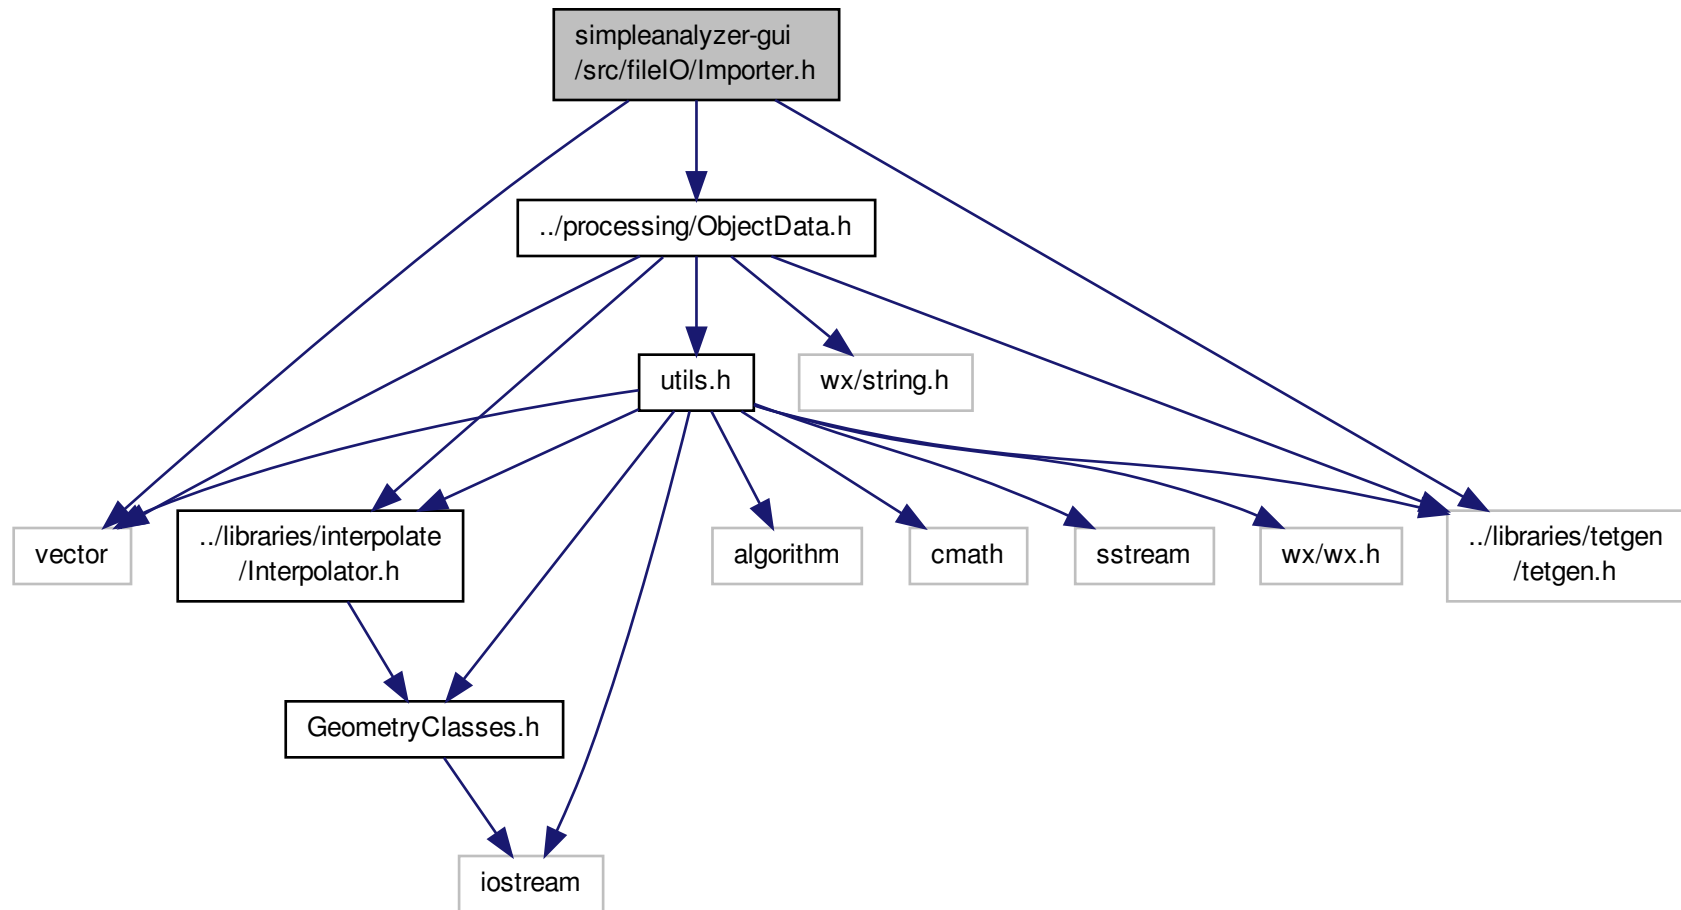 simpleanalyzer-gui
/src/fileIO/Importer.h
../processing/ObjectData.h
utils.h
wx/string.h
vector
../libraries/interpolate
/Interpolator.h
algorithm
cmath
sstream
wx/wx.h
../libraries/tetgen
/tetgen.h
GeometryClasses.h
iostream